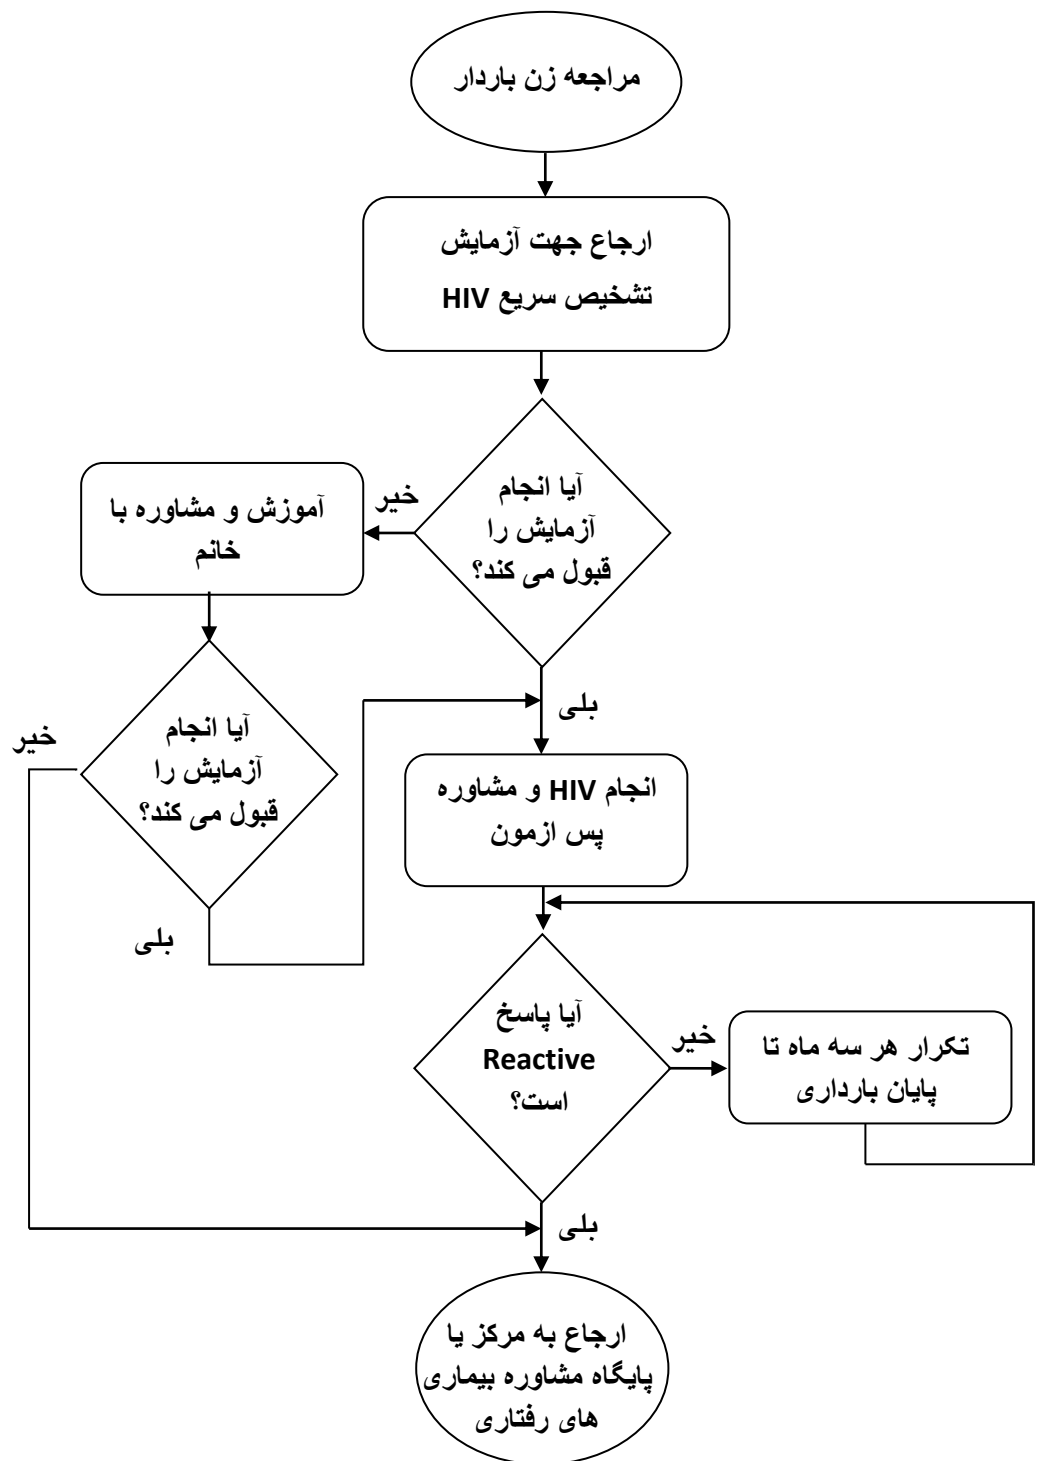 مراجعه زن باردار
ارجاع جهت آزمایش
تشخیص سریع HIV
آیا انجام
آزمایش را
قبول می کند؟
خیر
آموزش و مشاوره با
خانم
آیا انجام
آزمایش را
قبول می کند؟
خیر
بلی
بلی
انجام HIV و مشاوره
پس ازمون
آیا پاسخ
Reactive
است؟
خیر
تکرار هر سه ماه تا
پایان بارداری
بلی
ارجاع به مرکز یا
پایگاه مشاوره بیماری
های رفتاری